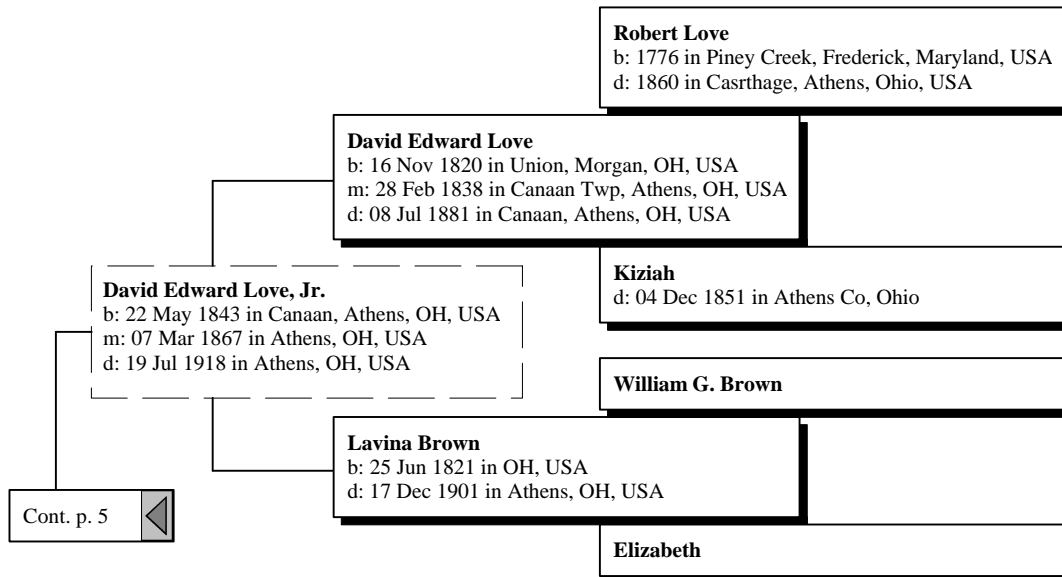 Robert Love
b: 1776 in Piney Creek, Frederick, Maryland, USA
d: 1860 in Casrthage, Athens, Ohio, USA
David Edward Love
b: 16 Nov 1820 in Union, Morgan, OH, USA
m: 28 Feb 1838 in Canaan Twp, Athens, OH, USA
d: 08 Jul 1881 in Canaan, Athens, OH, USA
Kiziah
d: 04 Dec 1851 in Athens Co, Ohio
David Edward Love, Jr.
b: 22 May 1843 in Canaan, Athens, OH, USA
m: 07 Mar 1867 in Athens, OH, USA
d: 19 Jul 1918 in Athens, OH, USA
William G. Brown
Lavina Brown
b: 25 Jun 1821 in OH, USA
d: 17 Dec 1901 in Athens, OH, USA
Cont. p. 5
Elizabeth